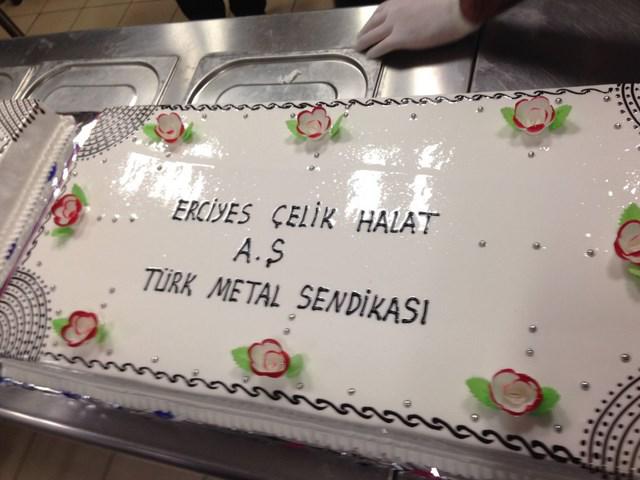 ERCİYES ÇELİK HALAT
A.Ş
TÜRK METAL SENDİKASI